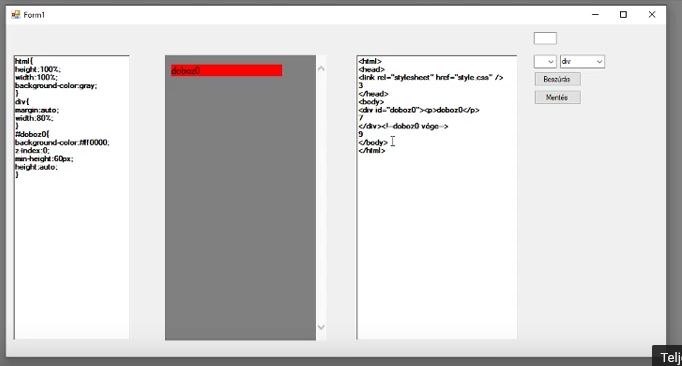 Form1
html{
height:100%;
width:100%;
background-color:gray;
}
div{
margin:auto;
width:80%;
}
#doboz0{
background-color:#ff0000;
z-index:0;
min-height:60px;
height:auto;
}
doboz0
<html>
<head>
<link rel="stylesheet" href="style.css" />
3
</head>
<body>
<div id="doboz0"><p>doboz0</p>
7
</div><!--doboz0 vége-->
9
</body>
</html>
div
Beszúrás
Mentés
Telje